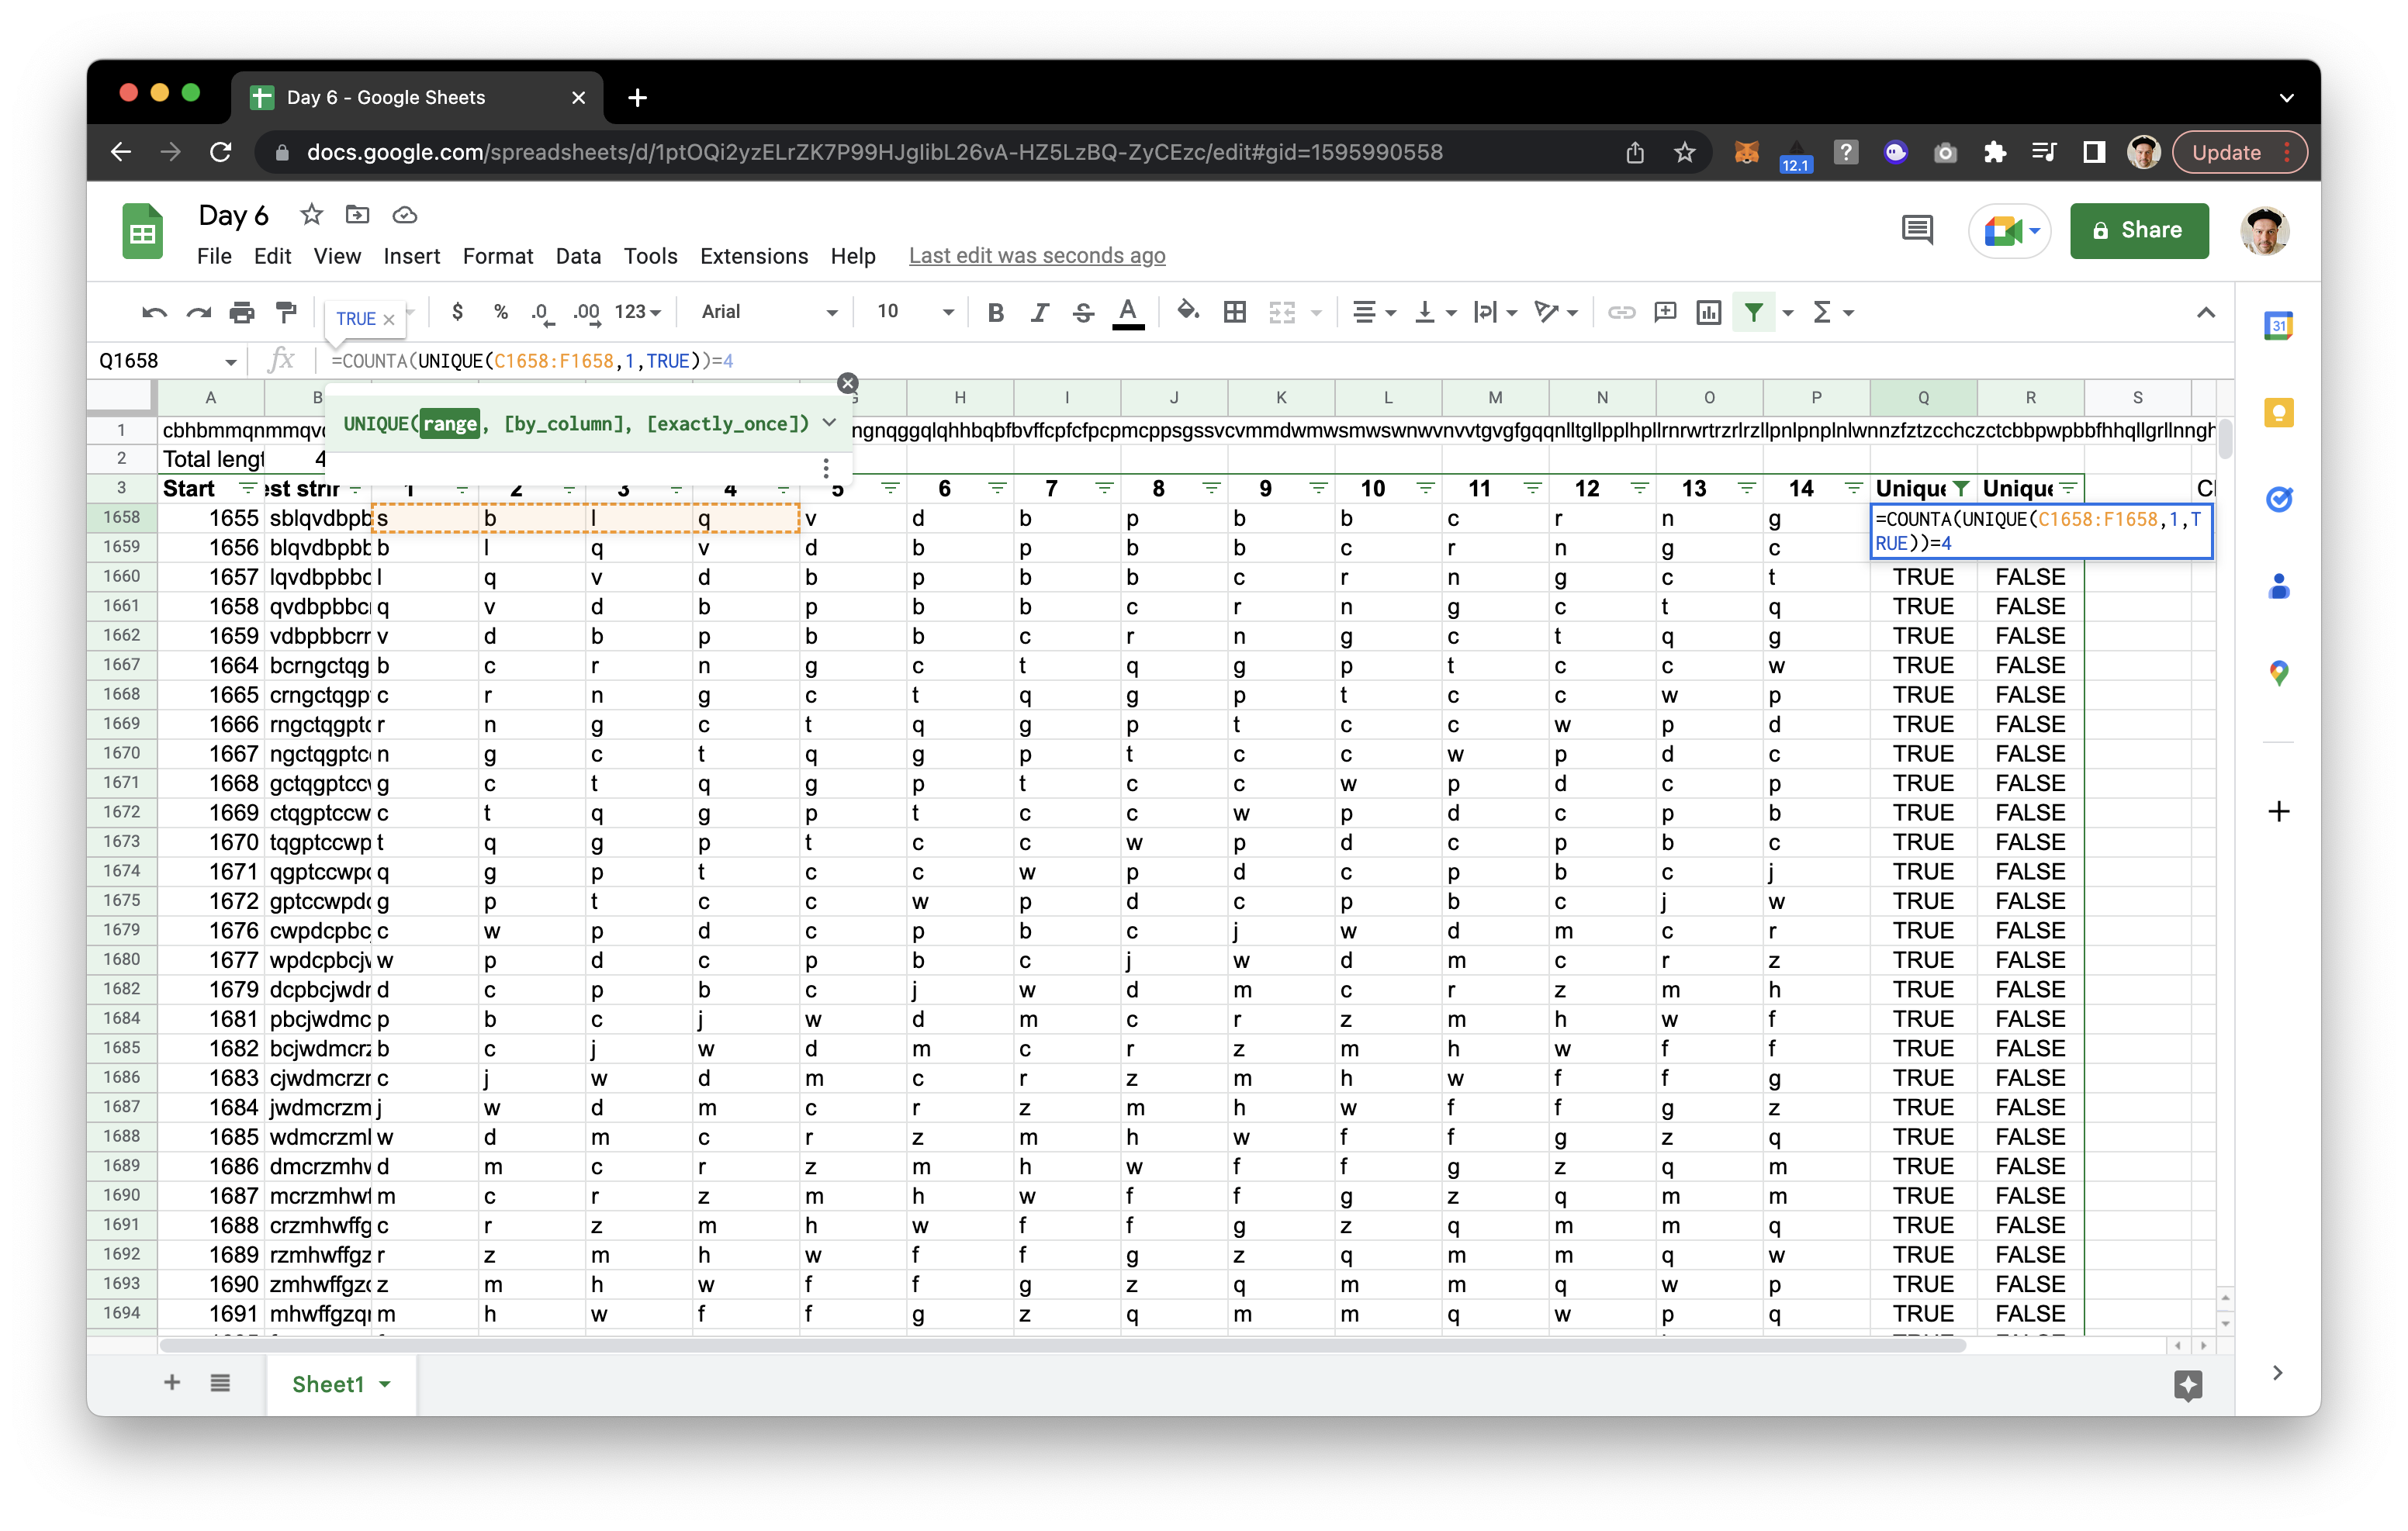 Day 6 - Google Sheets
docs.google.com/spreadsheets/d/1ptOQi2yzELrZK7P99HJglibL26vA-HZ5LzBQ-ZyCEzc/edit#gid=1595990558
12.1
Update
Day 6
File Edit View Insert Format Data Tools Extensions Help Last edit was seconds ago
Share
TRUE $ % .0 .00 123 Arial 10 B I S A
31
Q1658 fx =COUNTA(UNIQUE(C1658:F1658,1,TRUE))=4
A B G H I J K L M N O P Q R S
UNIQUE(range, [by_column], [exactly_once])
1 cbhbmmqnmmqv
2 Total lengt 4
3 Start est strir 1 2 3 4 5 6 7 8 9 10 11 12 13 14 Unique Unique
1658 1655 sblqvdbpb s b l q v d b p b b c r n g =COUNTA(UNIQUE(C1658:F1658,1,TRUE))=4
1659 1656 blqvdbpbb b l q v d b p b b c r n g c
1660 1657 lqvdbpbbc l q v d b p b b c r n g c t TRUE FALSE
1661 1658 qvdbpbbcr q v d b p b b c r n g c t q TRUE FALSE
1662 1659 vdbpbbcrr v d b p b b c r n g c t q g TRUE FALSE
1667 1664 bcrngctqg b c r n g c t q g p t c c w TRUE FALSE
1668 1665 crngctqgp c r n g c t q g p t c c w p TRUE FALSE
1669 1666 rngctqgptc r n g c t q g p t c c w p d TRUE FALSE
1670 1667 ngctqgptc n g c t q g p t c c w p d c TRUE FALSE
1671 1668 gctqgptccv g c t q g p t c c w p d c p TRUE FALSE
1672 1669 ctqgptccw c t q g p t c c w p d c p b TRUE FALSE
1673 1670 tqgptccwp t q g p t c c w p d c p b c TRUE FALSE
1674 1671 qgptccwpc q g p t c c w p d c p b c j TRUE FALSE
1675 1672 gptccwpdc g p t c c w p d c p b c j w TRUE FALSE
1679 1676 cwpdcpbc c w p d c p b c j w d m c r TRUE FALSE
1680 1677 wpdcpbcjv w p d c p b c j w d m c r z TRUE FALSE
1682 1679 dcpbcjwdr d c p b c j w d m c r z m h TRUE FALSE
1684 1681 pbcjwdmc p b c j w d m c r z m h w f TRUE FALSE
1685 1682 bcjwdmcrz b c j w d m c r z m h w f f TRUE FALSE
1686 1683 cjwdmcrzr c j w d m c r z m h w f f g TRUE FALSE
1687 1684 jwdmcrzm j w d m c r z m h w f f g z TRUE FALSE
1688 1685 wdmcrzml w d m c r z m h w f f g z q TRUE FALSE
1689 1686 dmcrzmhv d m c r z m h w f f g z q m TRUE FALSE
1690 1687 mcrzmhwf m c r z m h w f f g z q m m TRUE FALSE
1691 1688 crzmhwffg c r z m h w f f g z q m m q TRUE FALSE
1692 1689 rzmhwffgz r z m h w f f g z q m m q w TRUE FALSE
1693 1690 zmhwffgzc z m h w f f g z q m m q w p TRUE FALSE
1694 1691 mhwffgzqr m h w f f g z q m m q w p q TRUE FALSE
Sheet1